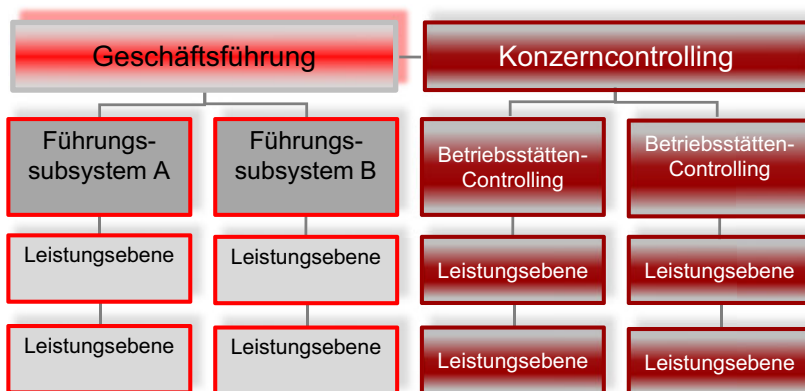 Geschäftsführung
Konzerncontrolling
Führungs-
subsystem A
Führungs-
subsystem B
Betriebsstätten-
Controlling
Betriebsstätten-
Controlling
Leistungsebene
Leistungsebene
Leistungsebene
Leistungsebene
Leistungsebene
Leistungsebene
Leistungsebene
Leistungsebene